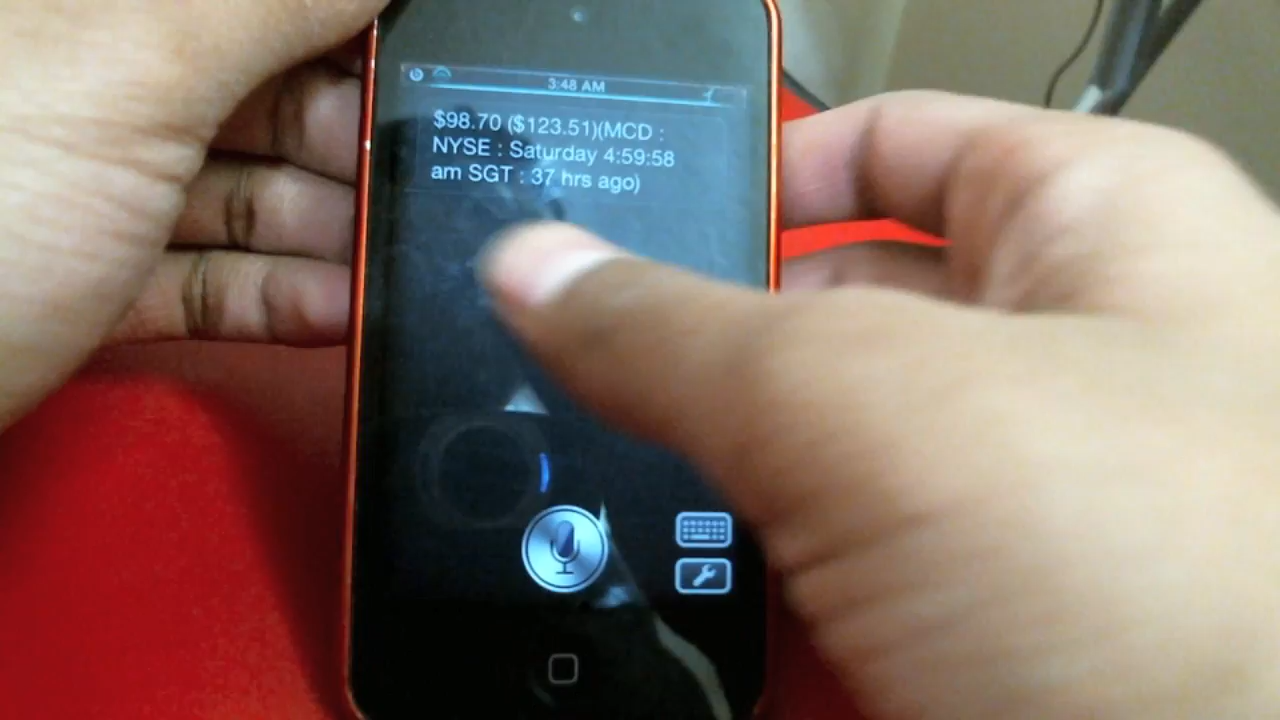 3:48 AM
$98.70 ($123.51)(MCD :
NYSE : Saturday 4:59:58
am SGT : 37 hrs ago)